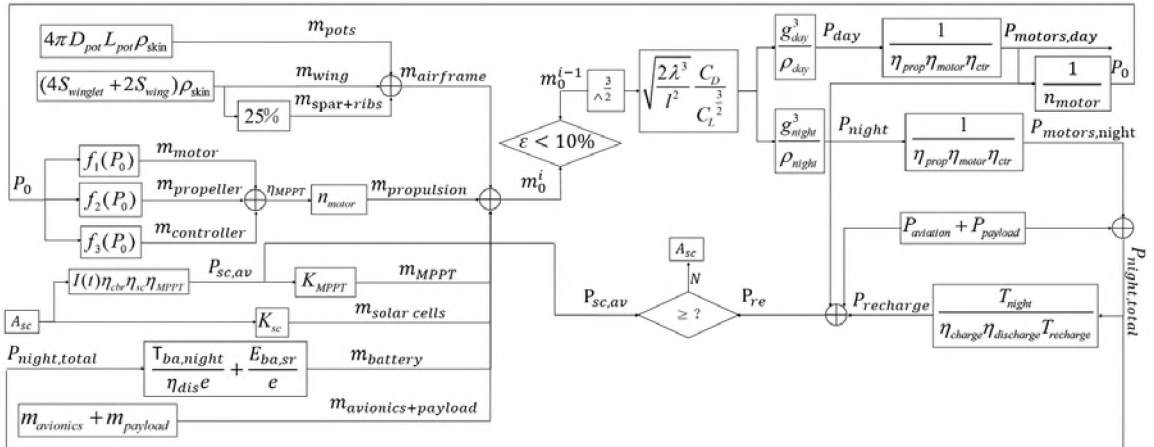 4πD_pot L_pot ρ_skin
m_pots
(4S_winglet + 2S_wing)ρ_skin
m_wing
m_airframe
25%
m_spar+ribs
P_0
f_1(P_0)
m_motor
f_2(P_0)
m_propeller
f_3(P_0)
m_controller
η_MPPT
n_motor
m_propulsion
I(t)η_cbr η_sc η_MPPT
P_sc,av
K_MPPT
m_MPPT
A_sc
K_sc
m_solar cells
P_night,total
T_ba,night / η_dis e + E_ba,sr / e
m_battery
m_avionics + m_payload
m_avionics+payload
m_0^i-1
ε < 10%
m_0^i
^ 3/2
√(2λ^3 / l^2) C_D / C_L^3/2
g_day^3 / ρ_day
P_day
1 / η_prop η_motor η_ctr
P_motors,day
P_0
1 / n_motor
g_night^3 / ρ_night
P_night
1 / η_prop η_motor η_ctr
P_motors,night
P_aviation + P_payload
P_night,total
A_sc
N
P_sc,av
≥ ?
P_re
P_recharge
T_night / η_charge η_discharge T_recharge